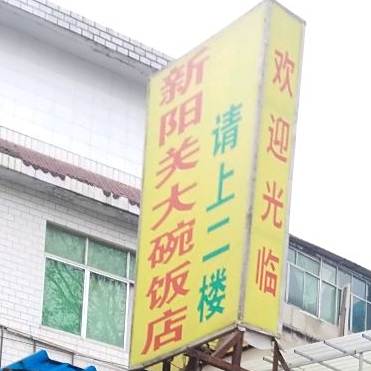 新阳关大碗饭店
请上二楼
欢迎光临